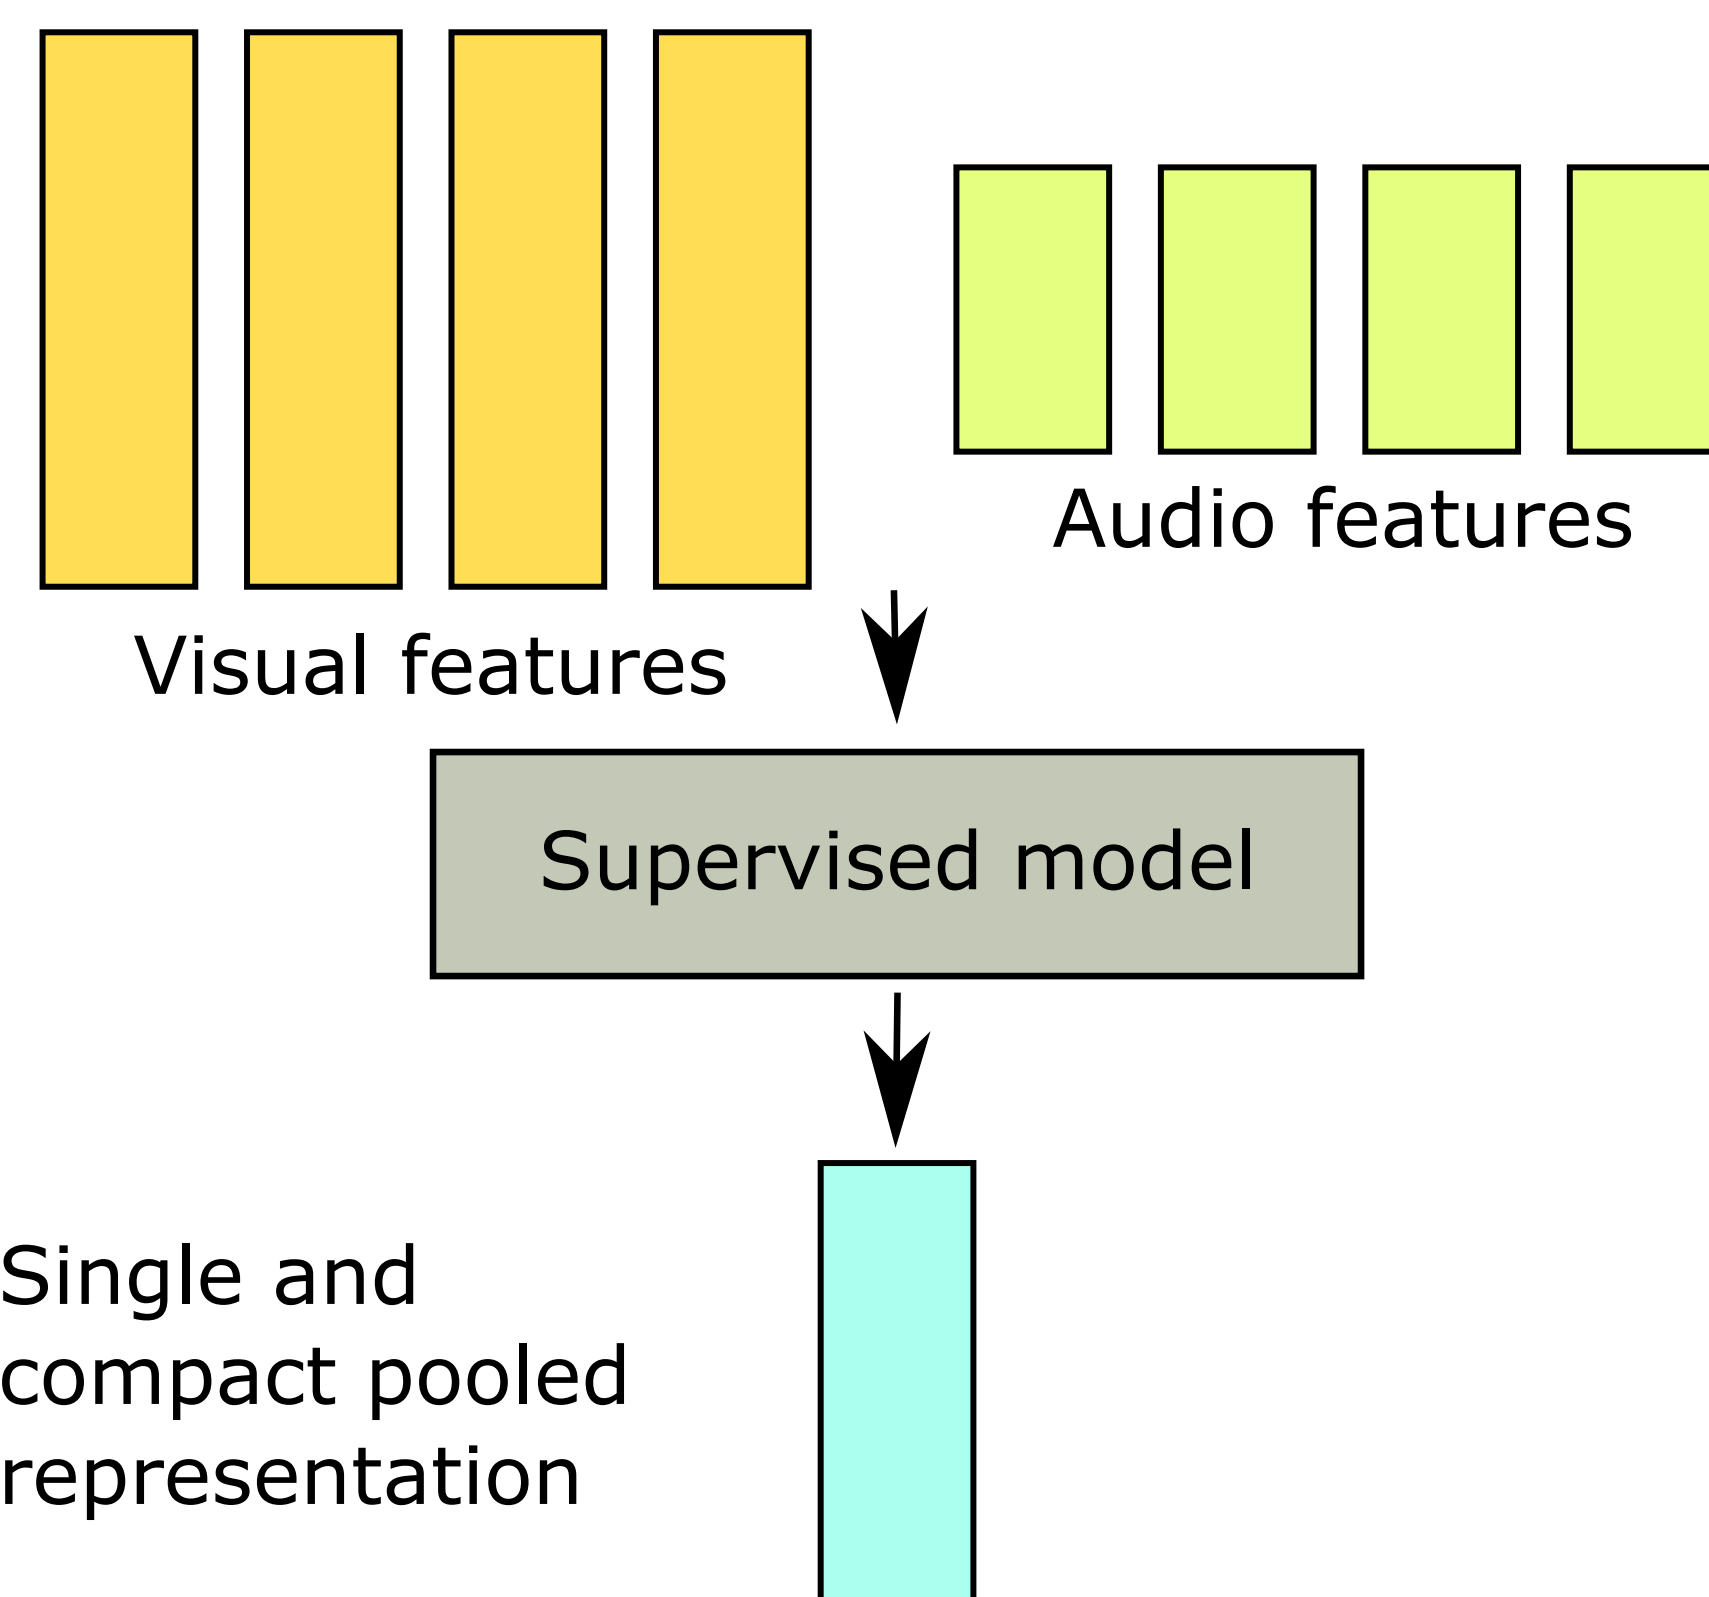 Audio features
Visual features
Supervised model
Single and
compact pooled
representation